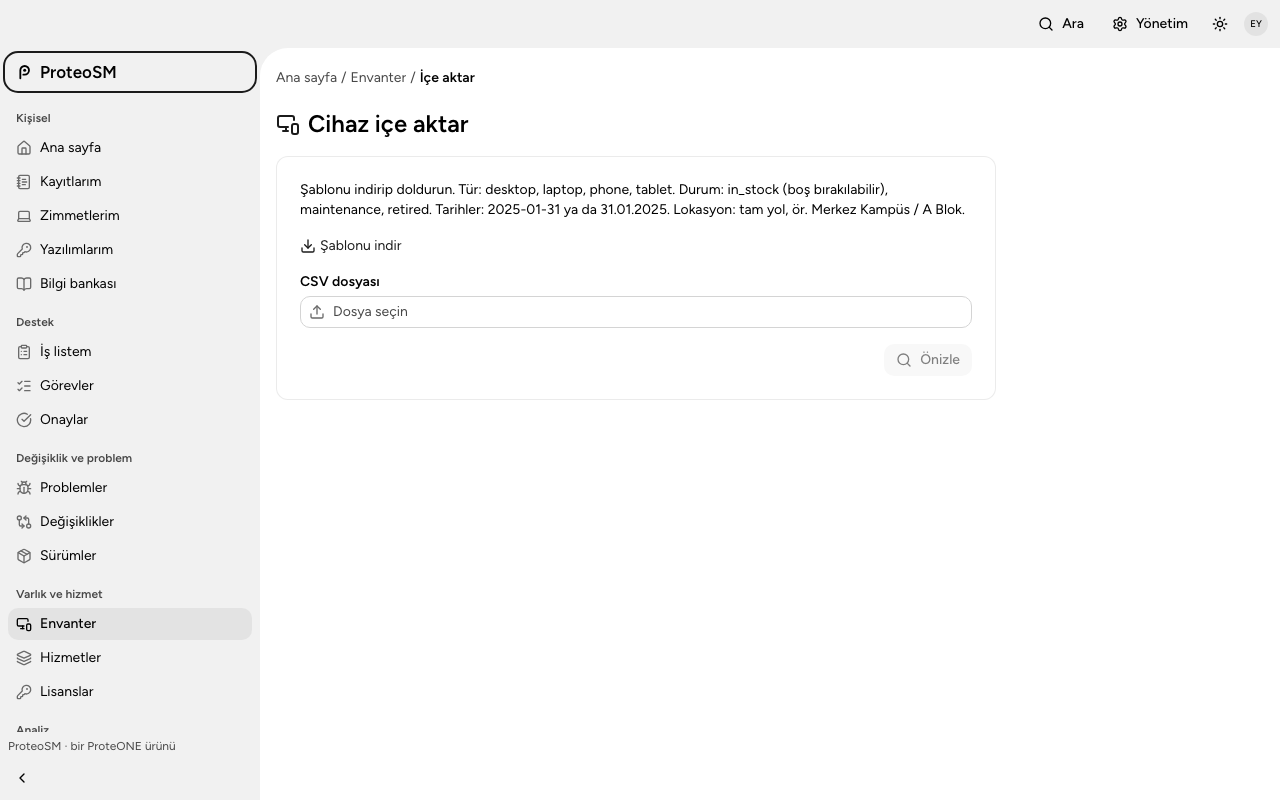 Ara
Yönetim
EY
ProteoSM
Kişisel
Ana sayfa
Kayıtlarım
Zimmetlerim
Yazılımlarım
Bilgi bankası
Destek
İş listem
Görevler
Onaylar
Değişiklik ve problem
Problemler
Değişiklikler
Sürümler
Varlık ve hizmet
Envanter
Hizmetler
Lisanslar
Analiz
ProteoSM · bir ProteONE ürünü
Ana sayfa / Envanter / İçe aktar
Cihaz içe aktar
Şablonu indirip doldurun. Tür: desktop, laptop, phone, tablet. Durum: in_stock (boş bırakılabilir),
maintenance, retired. Tarihler: 2025-01-31 ya da 31.01.2025. Lokasyon: tam yol, ör. Merkez Kampüs / A Blok.
Şablonu indir
CSV dosyası
Dosya seçin
Önizle